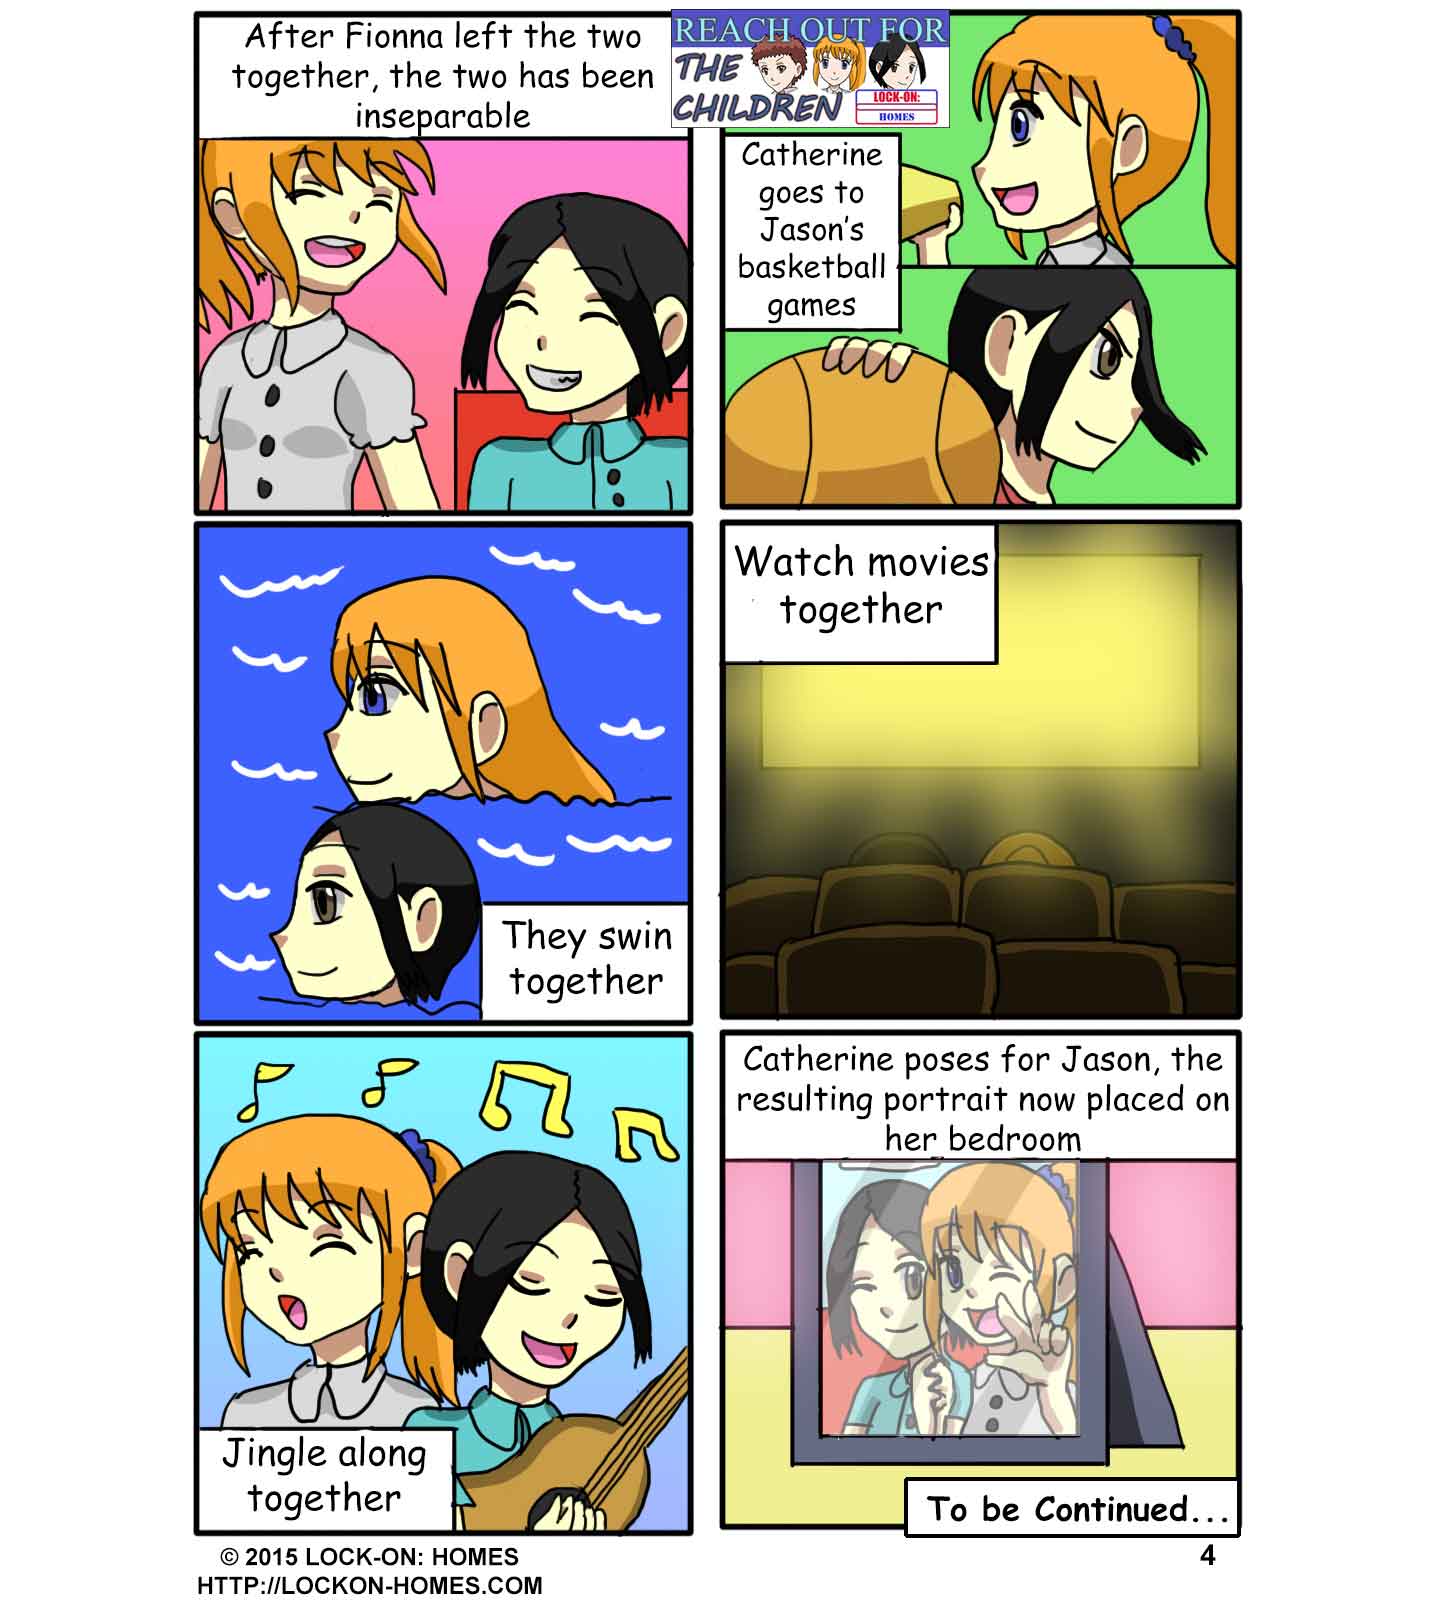 After Fionna left the two
together, the two has been
inseparable
REACH OUT FOR
THE
CHILDREN
LOCK-ON:
HOMES
Catherine
goes to
Jason's
basketball
games
They swin
together
Watch movies
together
Jingle along
together
Catherine poses for Jason, the
resulting portrait now placed on
her bedroom
To be Continued...
© 2015 LOCK-ON: HOMES
HTTP://LOCKON-HOMES.COM
4